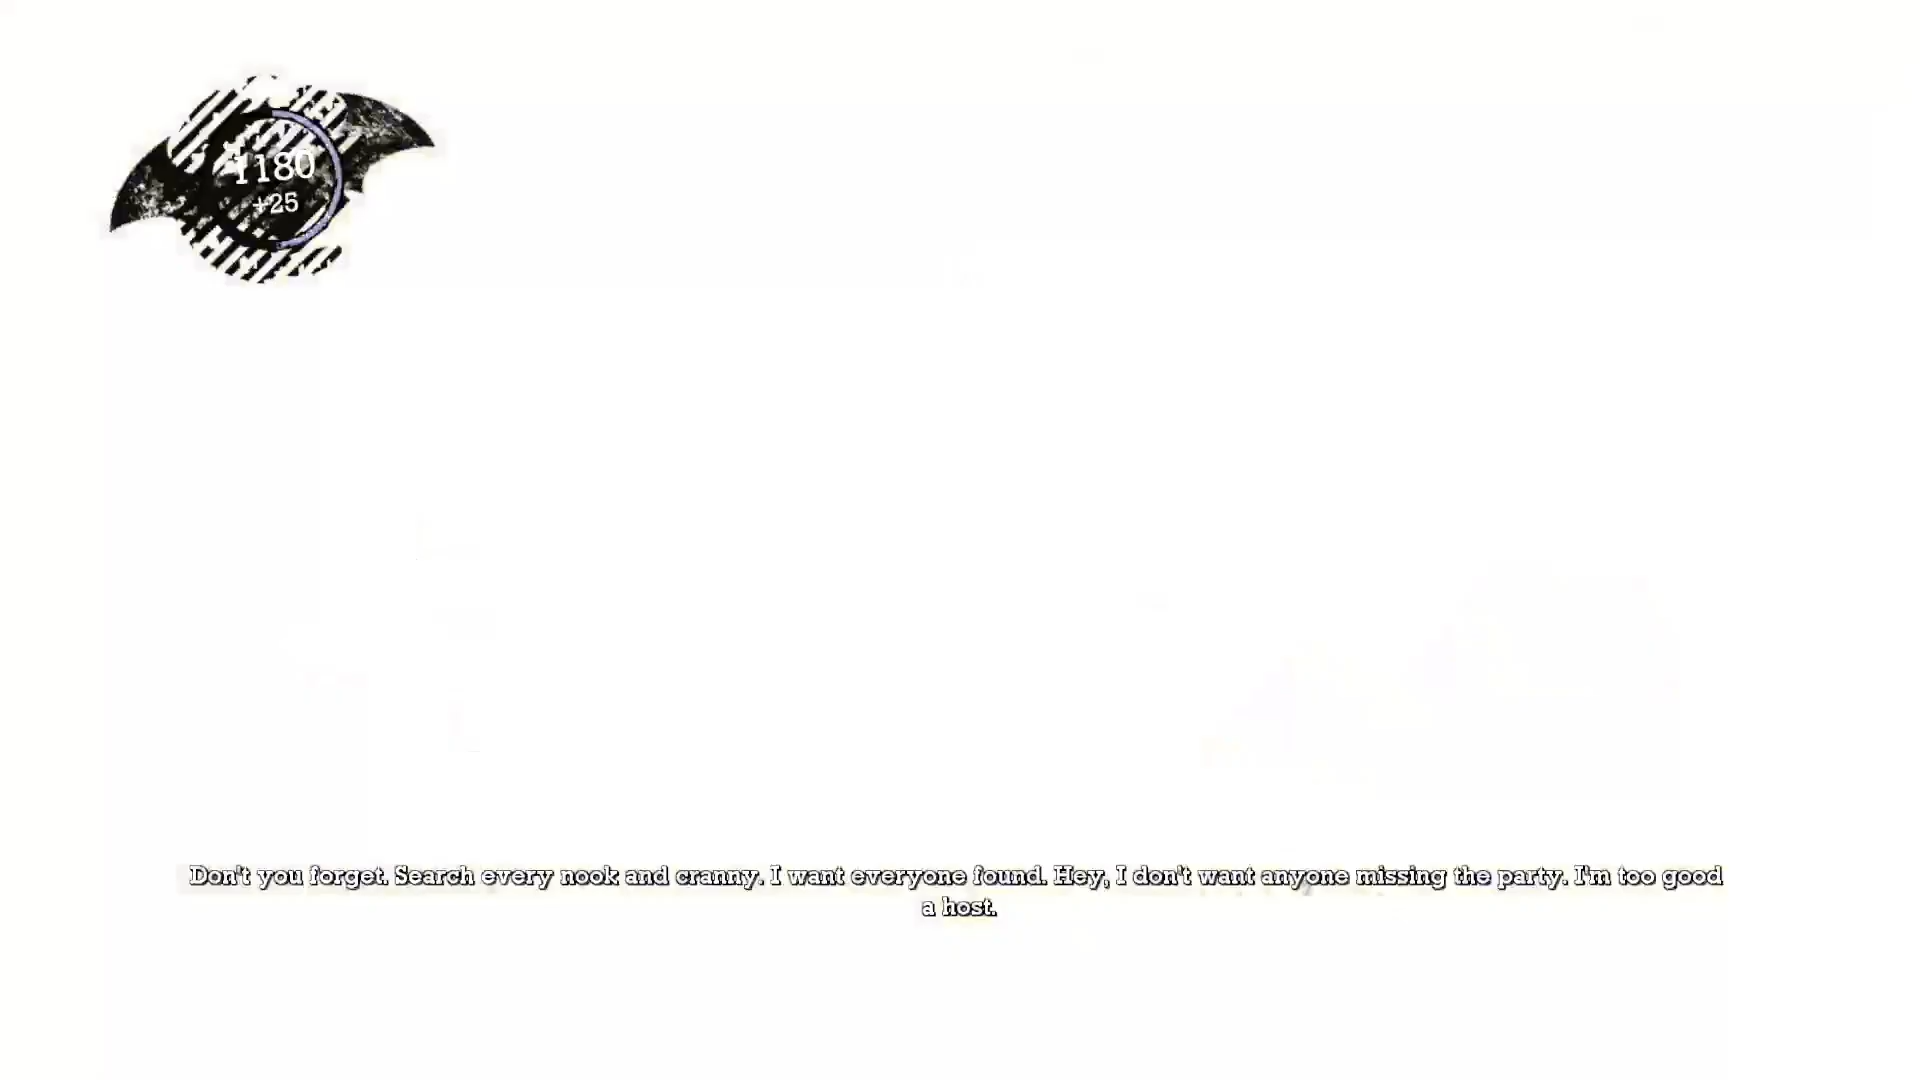 1180
+25
Don't you forget. Search every nook and cranny. I want everyone found. Hey, I don't want anyone missing the party. I'm too good
a host.